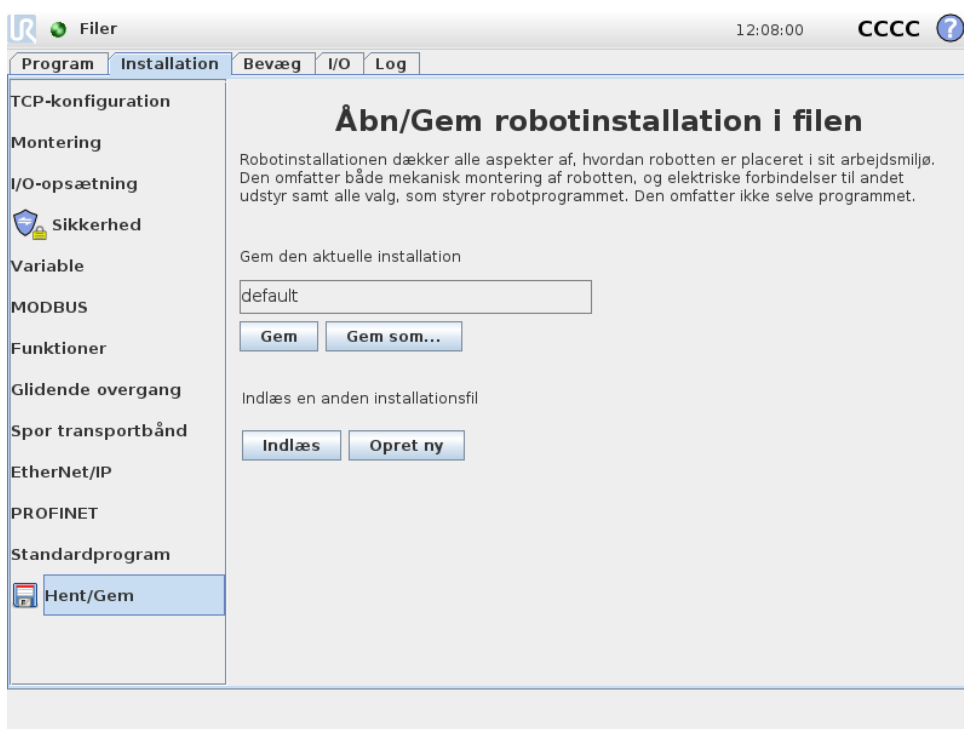 UR Filer 12:08:00 CCCC ?
Program Installation Bevæg I/O Log
TCP-konfiguration
Montering
I/O-opsætning
Sikkerhed
Variable
MODBUS
Funktioner
Glidende overgang
Spor transportbånd
EtherNet/IP
PROFINET
Standardprogram
Hent/Gem
Åbn/Gem robotinstallation i filen
Robotinstallationen dækker alle aspekter af, hvordan robotten er placeret i sit arbejdsmiljø.
Den omfatter både mekanisk montering af robotten, og elektriske forbindelser til andet
udstyr samt alle valg, som styrer robotprogrammet. Den omfatter ikke selve programmet.
Gem den aktuelle installation
default
Gem Gem som...
Indlæs en anden installationsfil
Indlæs Opret ny